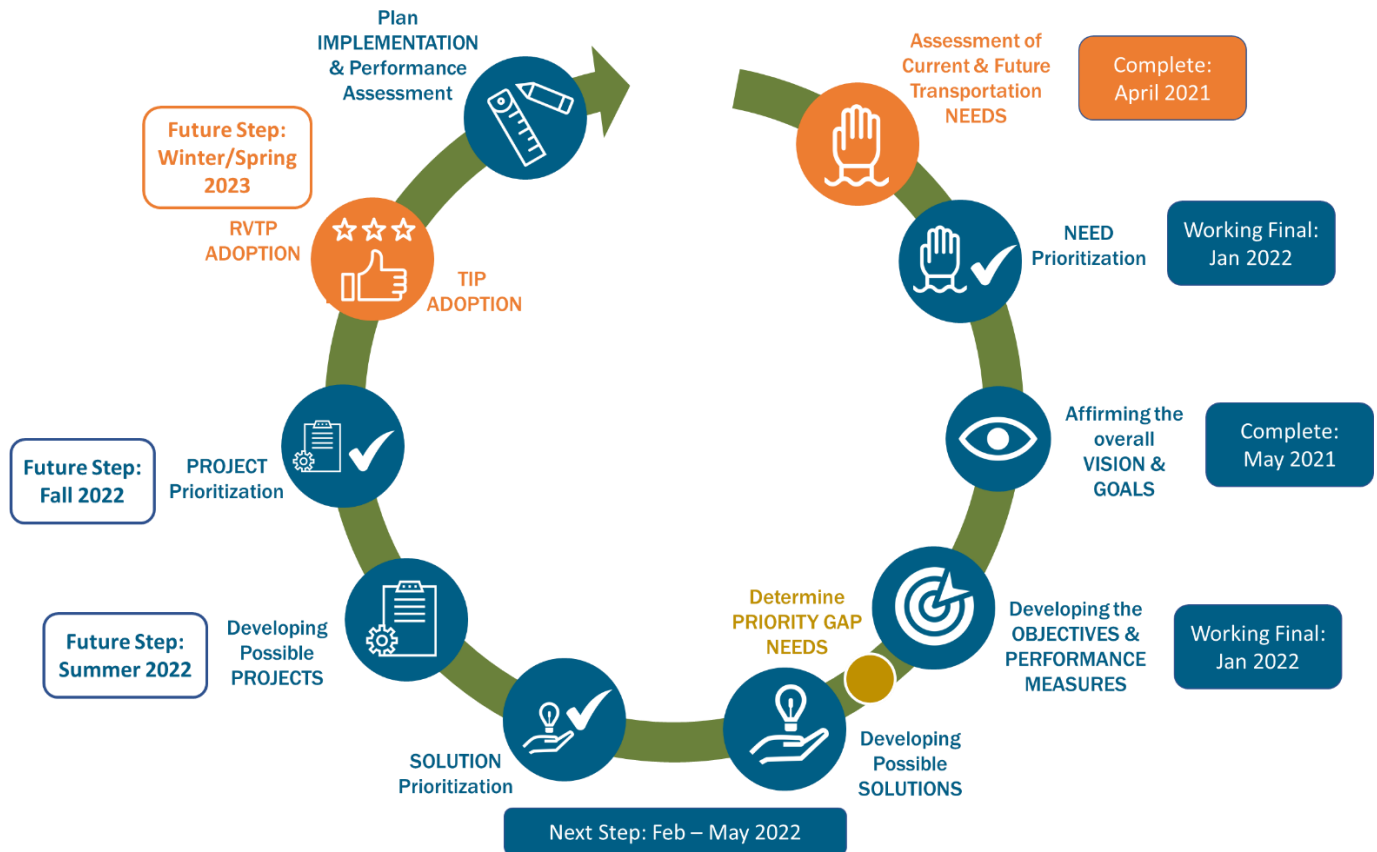 Assessment of
Current & Future
Transportation
NEEDS
Complete:
April 2021
NEED
Prioritization
Working Final:
Jan 2022
Affirming the
overall
VISION &
GOALS
Complete:
May 2021
Developing the
OBJECTIVES &
PERFORMANCE
MEASURES
Working Final:
Jan 2022
Determine
PRIORITY GAP
NEEDS
Developing
Possible
SOLUTIONS
SOLUTION
Prioritization
Next Step: Feb – May 2022
Developing
Possible
PROJECTS
Future Step:
Summer 2022
PROJECT
Prioritization
Future Step:
Fall 2022
RVTP
ADOPTION
TIP
ADOPTION
Future Step:
Winter/Spring
2023
Plan
IMPLEMENTATION
& Performance
Assessment